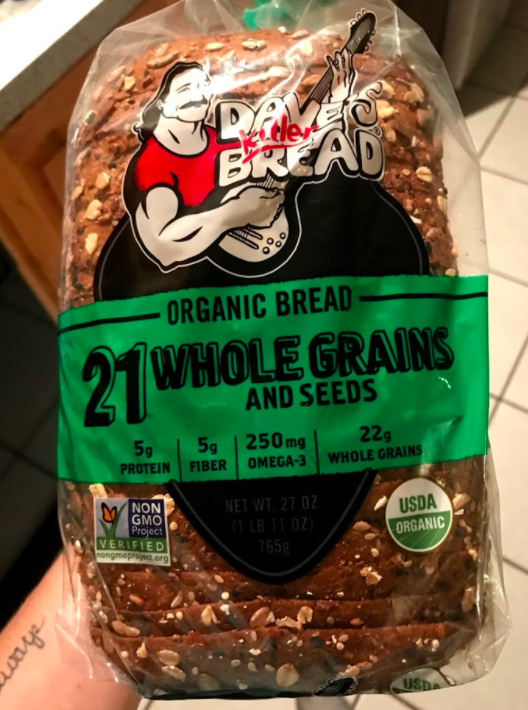 DAVE'S
Killer
BREAD®
ORGANIC BREAD
21 WHOLE GRAINS
AND SEEDS
5g
PROTEIN
5g
FIBER
250mg
OMEGA-3
22g
WHOLE GRAINS
NET WT. 27 OZ
(1 LB 11 OZ)
765g
NON
GMO
Project
VERIFIED
nongmoproject.org
USDA
ORGANIC
USDA